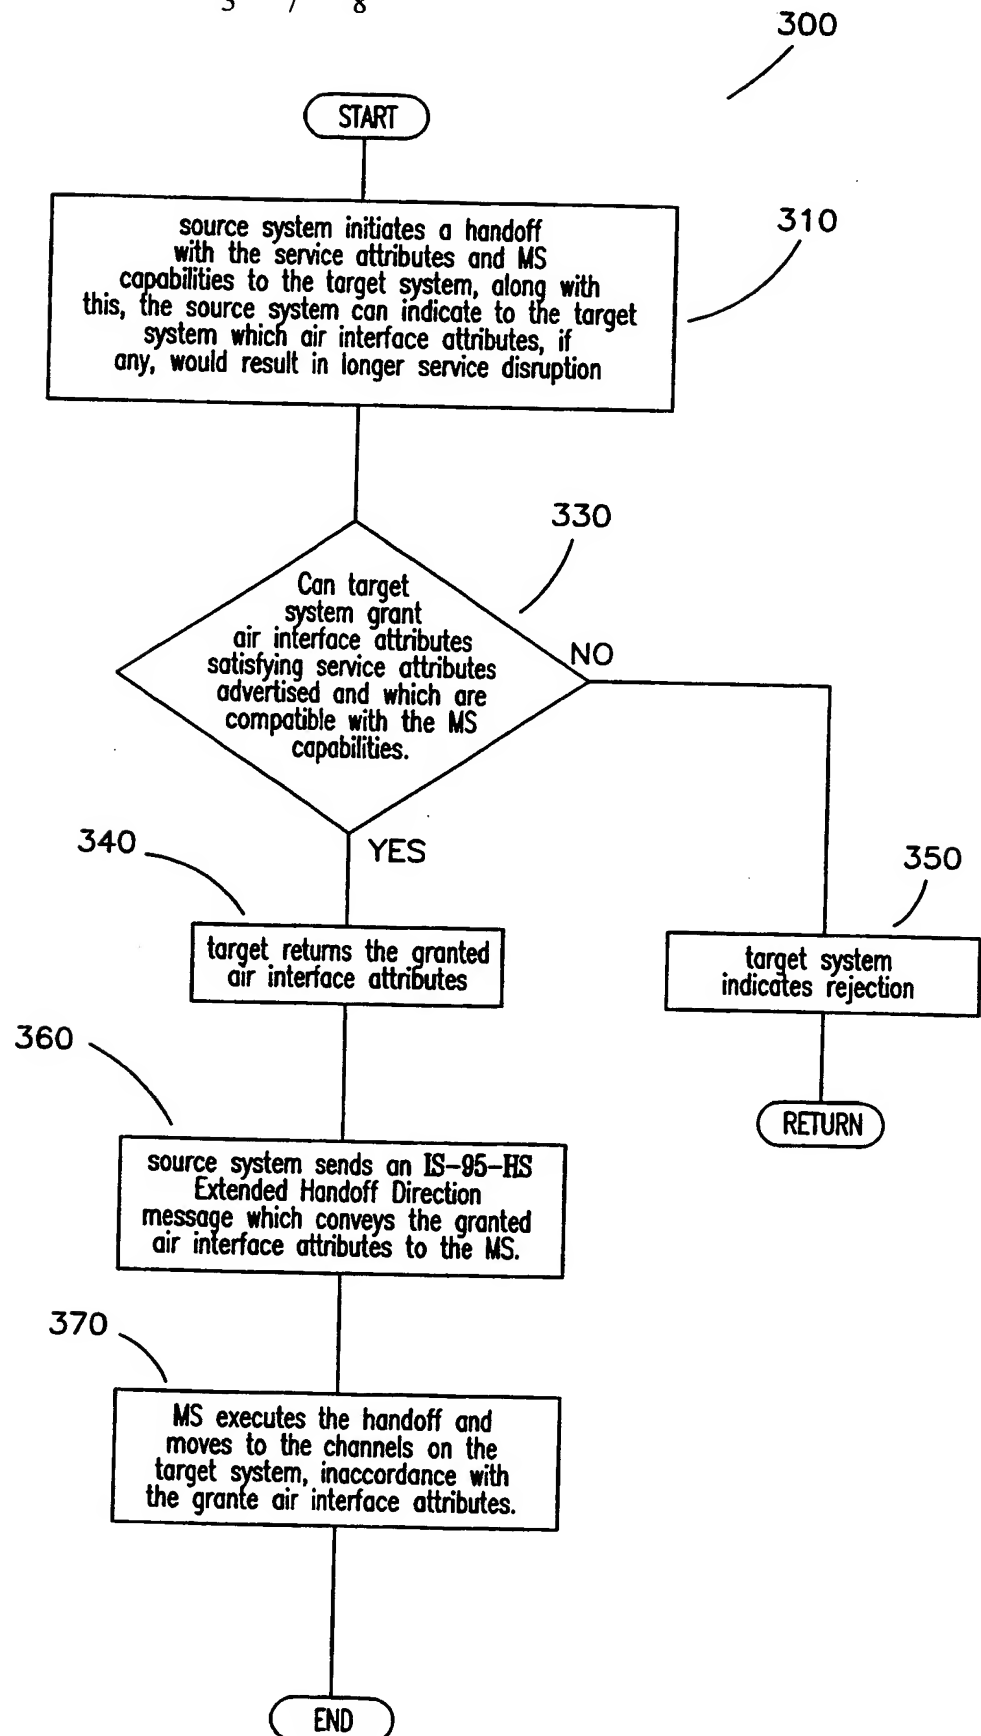 300
START
310
source system initiates a handoff
with the service attributes and MS
capabilities to the target system, along with
this, the source system can indicate to the target
system which air interface attributes, if
any, would result in longer service disruption
330
Can target
system grant
air interface attributes
satisfying service attributes
advertised and which are
compatible with the MS
capabilities.
NO
YES
340
350
target returns the granted
air interface attributes
target system
indicates rejection
360
RETURN
source system sends an IS-95-HS
Extended Handoff Direction
message which conveys the granted
air interface attributes to the MS.
370
MS executes the handoff and
moves to the channels on the
target system, inaccordance with
the grante air interface attributes.
END